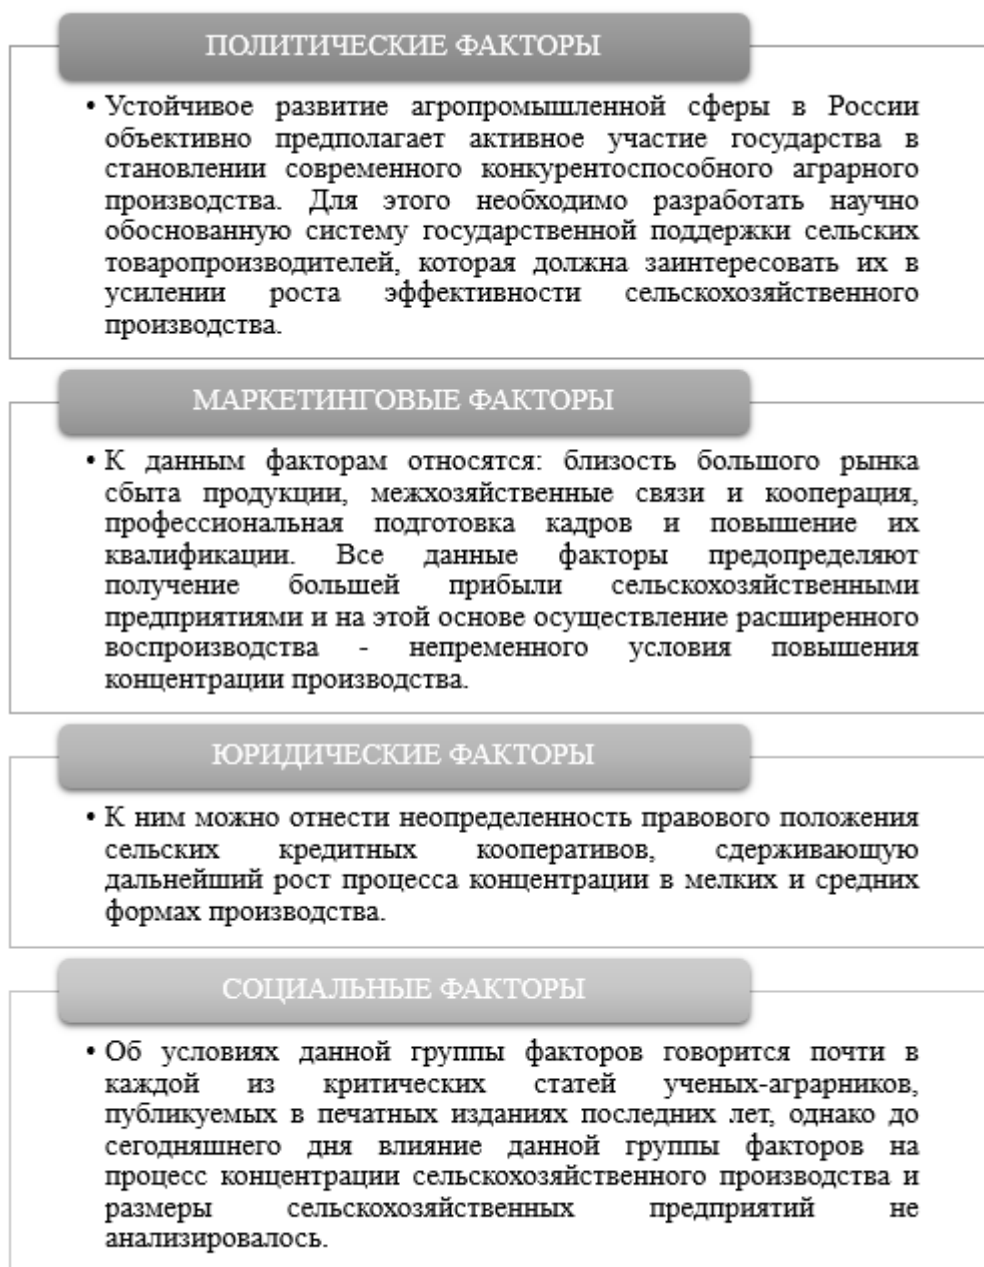 ПОЛИТИЧЕСКИЕ ФАКТОРЫ
• Устойчивое развитие агропромышленной сферы в России
объективно предполагает активное участие государства в
становлении современного конкурентоспособного аграрного
производства. Для этого необходимо разработать научно
обоснованную систему государственной поддержки сельских
товаропроизводителей, которая должна заинтересовать их в
усилении роста эффективности сельскохозяйственного
производства.
МАРКЕТИНГОВЫЕ ФАКТОРЫ
• К данным факторам относятся: близость большого рынка
сбыта продукции, межхозяйственные связи и кооперация,
профессиональная подготовка кадров и повышение их
квалификации. Все данные факторы предопределяют
получение большей прибыли сельскохозяйственными
предприятиями и на этой основе осуществление расширенного
воспроизводства - непременного условия повышения
концентрации производства.
ЮРИДИЧЕСКИЕ ФАКТОРЫ
• К ним можно отнести неопределенность правового положения
сельских кредитных кооперативов, сдерживающую
дальнейший рост процесса концентрации в мелких и средних
формах производства.
СОЦИАЛЬНЫЕ ФАКТОРЫ
• Об условиях данной группы факторов говорится почти в
каждой из критических статей ученых-аграрников,
публикуемых в печатных изданиях последних лет, однако до
сегодняшнего дня влияние данной группы факторов на
процесс концентрации сельскохозяйственного производства и
размеры сельскохозяйственных предприятий не
анализировалось.